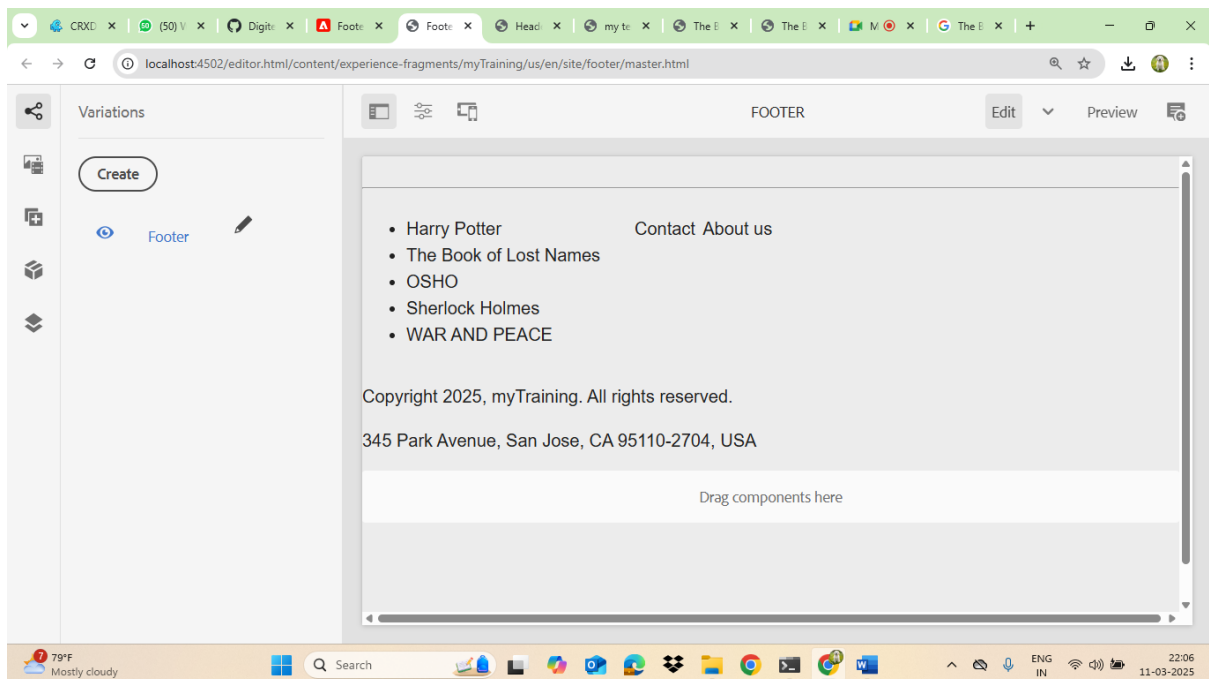 CRXD
(50) V
Digite
Foote
Foote
Head
my te
The B
The B
M
The B
localhost:4502/editor.html/content/experience-fragments/myTraining/us/en/site/footer/master.html
Variations
FOOTER
Edit
Preview
Create
Footer
• Harry Potter
• The Book of Lost Names
• OSHO
• Sherlock Holmes
• WAR AND PEACE
Contact About us
Copyright 2025, myTraining. All rights reserved.
345 Park Avenue, San Jose, CA 95110-2704, USA
Drag components here
7
79°F
Mostly cloudy
Search
ENG
IN
22:06
11-03-2025